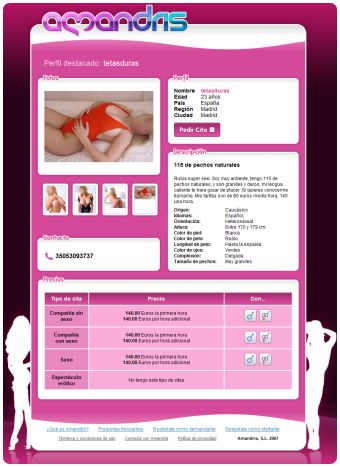 amandris
Perfil destacado: tetasduras
Fotos
Perfil
Nombre tetasduras
Edad 23 años
País España
Región Madrid
Ciudad Madrid
Pedir Cita
Descripción
115 de pechos naturales
Rubia super sexi. Soy muy ardiente, tengo 115 de
pechos naturales, y son grandes y duros, mi lengua
caliente te hara gozar de placer. Si quieres conocerme
llorame. Mis tarifas son de 80 euros media hora, 140
una hora
Origen: Caucásico
Idiomas: Español,
Orientación: Heterosexual
Altura: Entre 170 y 179 cm
Color de piel: Blanca
Color de pelo: Rubio
Longitud de pelo: Hasta la espalda
Color de ojos: Verdes
Complexión: Delgada
Tamaño de pechos: Muy grandes
Contacto
35053093737
Precios
Tipo de cita Precio Con...
Compañía sin sexo 140.00 Euros la primera hora
140.00 Euros por hora adicional
Compañía con sexo 140.00 Euros la primera hora
140.00 Euros por hora adicional
Sexo 140.00 Euros la primera hora
140.00 Euros por hora adicional
Espectáculo erótico No tengo este tipo de citas
¿Qué es Amandris? Preguntas frecuentes Regístrate como demandante Regístrate como ofertante
Términos y condiciones de uso Contacta con Amandris Política de privacidad Amandris, S.L. 2007